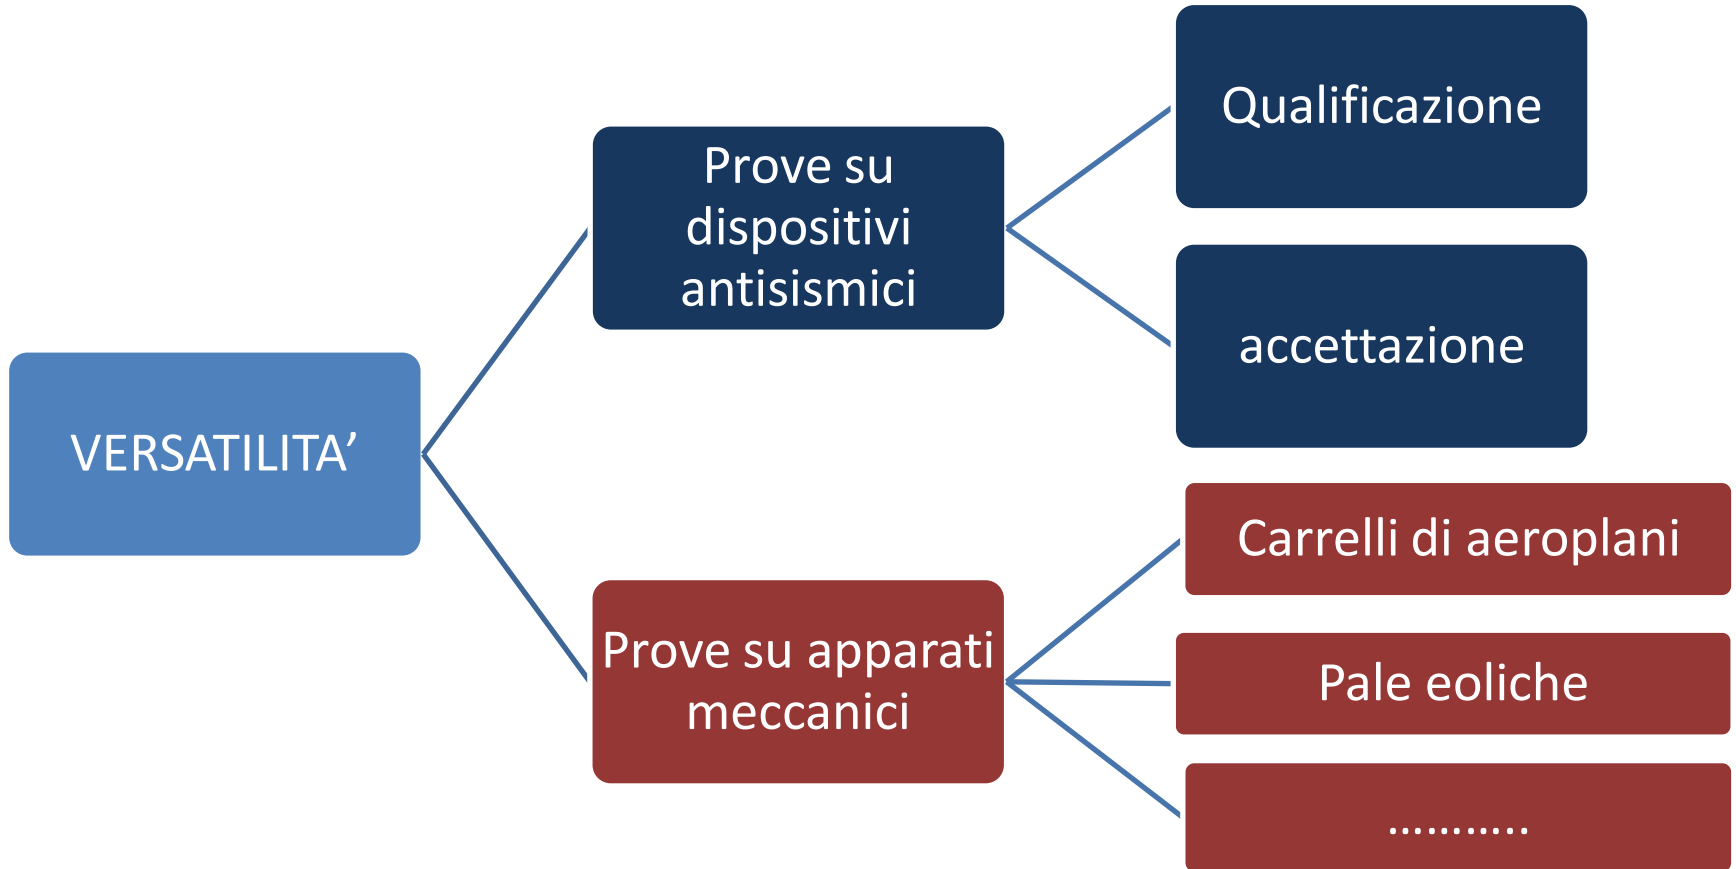 VERSATILITA’
Prove su
dispositivi
antisismici
Qualificazione
accettazione
Prove su apparati
meccanici
Carrelli di aeroplani
Pale eoliche
………..